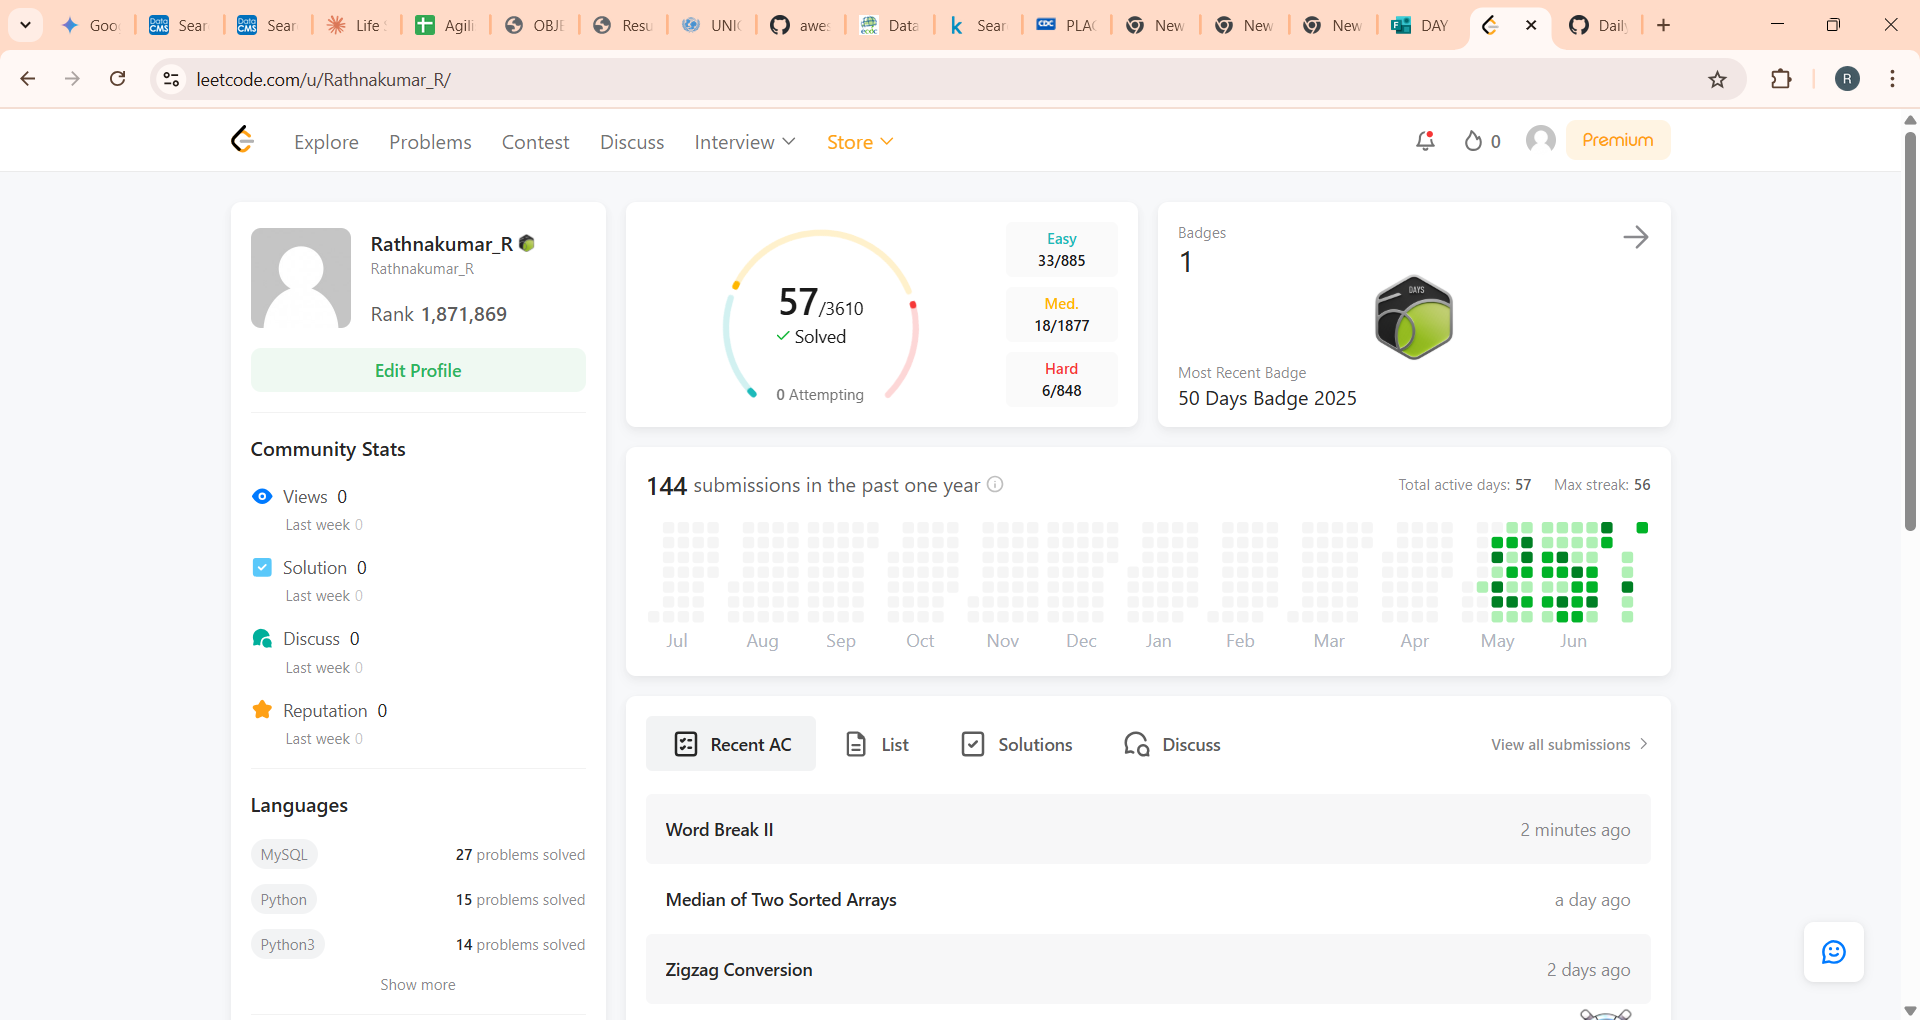 Goo
Sear
Sear
Life S
Agili
OBJE
Resu
UNIC
awes
Data
Sear
PLAC
New
New
New
DAY
Daily
leetcode.com/u/Rathnakumar_R/
R
Explore
Problems
Contest
Discuss
Interview
Store
0
Premium
Rathnakumar_R
Rathnakumar_R
Rank 1,871,869
Edit Profile
Community Stats
Views 0
Last week 0
Solution 0
Last week 0
Discuss 0
Last week 0
Reputation 0
Last week 0
Languages
MySQL 27 problems solved
Python 15 problems solved
Python3 14 problems solved
Show more
57/3610
Solved
0 Attempting
Easy
33/885
Med.
18/1877
Hard
6/848
Badges
1
DAYS
Most Recent Badge
50 Days Badge 2025
144 submissions in the past one year
Total active days: 57 Max streak: 56
Jul Aug Sep Oct Nov Dec Jan Feb Mar Apr May Jun
Recent AC
List
Solutions
Discuss
View all submissions
Word Break II 2 minutes ago
Median of Two Sorted Arrays a day ago
Zigzag Conversion 2 days ago